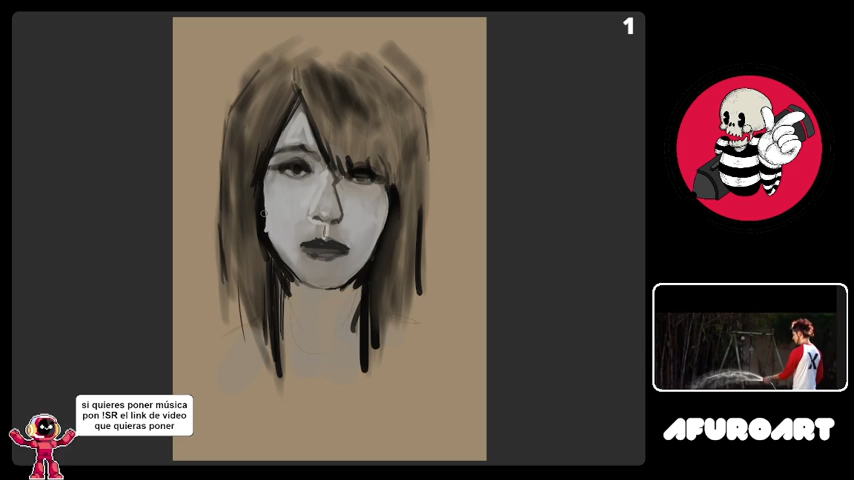 1
si quieres poner música
pon !SR el link de video
que quieras poner
X
AFUROART